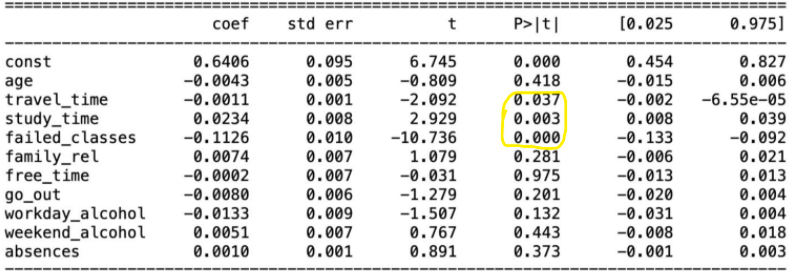 coef std err t P>|t| [0.025 0.975]
const 0.6406 0.095 6.745 0.000 0.454 0.827
age -0.0043 0.005 -0.809 0.418 -0.015 0.006
travel_time -0.0011 0.001 -2.092 0.037 -0.002 -6.55e-05
study_time 0.0234 0.008 2.929 0.003 0.008 0.039
failed_classes -0.1126 0.010 -10.736 0.000 -0.133 -0.092
family_rel 0.0074 0.007 1.079 0.281 -0.006 0.021
free_time -0.0002 0.007 -0.031 0.975 -0.013 0.013
go_out -0.0080 0.006 -1.279 0.201 -0.020 0.004
workday_alcohol -0.0133 0.009 -1.507 0.132 -0.031 0.004
weekend_alcohol 0.0051 0.007 0.767 0.443 -0.008 0.018
absences 0.0010 0.001 0.891 0.373 -0.001 0.003